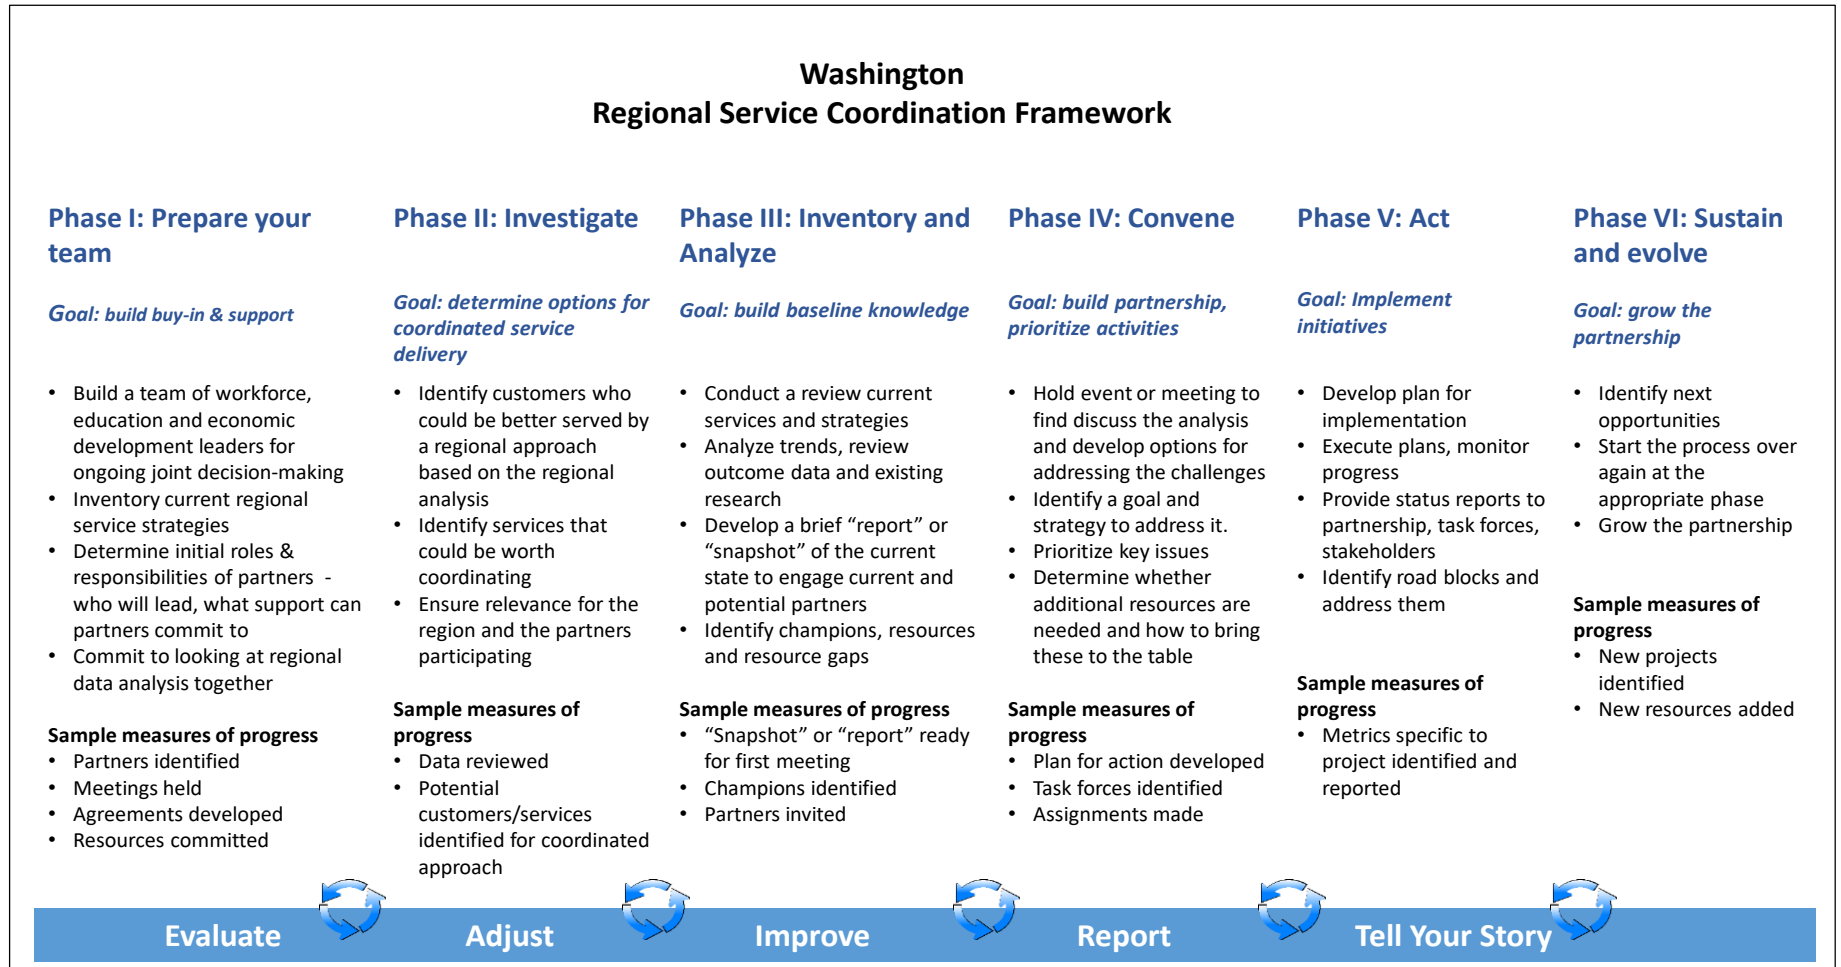 Washington
Regional Service Coordination Framework
Phase I: Prepare your
team
Goal: build buy-in & support
• Build a team of workforce,
education and economic
development leaders for
ongoing joint decision-making
• Inventory current regional
service strategies
• Determine initial roles &
responsibilities of partners -
who will lead, what support can
partners commit to
• Commit to looking at regional
data analysis together
Sample measures of progress
• Partners identified
• Meetings held
• Agreements developed
• Resources committed
Phase II: Investigate
Goal: determine options for
coordinated service
delivery
• Identify customers who
could be better served by
a regional approach
based on the regional
analysis
• Identify services that
could be worth
coordinating
• Ensure relevance for the
region and the partners
participating
Sample measures of
progress
• Data reviewed
• Potential
customers/services
identified for coordinated
approach
Phase III: Inventory and
Analyze
Goal: build baseline knowledge
• Conduct a review current
services and strategies
• Analyze trends, review
outcome data and existing
research
• Develop a brief “report” or
“snapshot” of the current
state to engage current and
potential partners
• Identify champions, resources
and resource gaps
Sample measures of progress
• “Snapshot” or “report” ready
for first meeting
• Champions identified
• Partners invited
Phase IV: Convene
Goal: build partnership,
prioritize activities
• Hold event or meeting to
find discuss the analysis
and develop options for
addressing the challenges
• Identify a goal and
strategy to address it.
• Prioritize key issues
• Determine whether
additional resources are
needed and how to bring
these to the table
Sample measures of
progress
• Plan for action developed
• Task forces identified
• Assignments made
Phase V: Act
Goal: Implement
initiatives
• Develop plan for
implementation
• Execute plans, monitor
progress
• Provide status reports to
partnership, task forces,
stakeholders
• Identify road blocks and
address them
Sample measures of
progress
• Metrics specific to
project identified and
reported
Phase VI: Sustain
and evolve
Goal: grow the
partnership
• Identify next
opportunities
• Start the process over
again at the
appropriate phase
• Grow the partnership
Sample measures of
progress
• New projects
identified
• New resources added
Evaluate
Adjust
Improve
Report
Tell Your Story